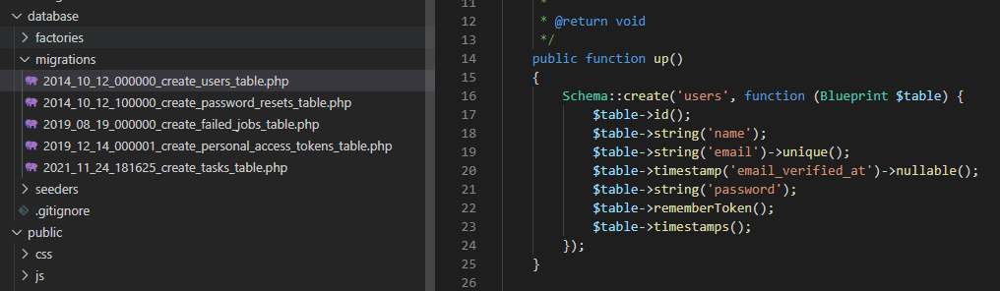 database
factories
migrations
2014_10_12_000000_create_users_table.php
2014_10_12_100000_create_password_resets_table.php
2019_08_19_000000_create_failed_jobs_table.php
2019_12_14_000001_create_personal_access_tokens_table.php
2021_11_24_181625_create_tasks_table.php
seeders
.gitignore
public
css
js
11 *
12 * @return void
13 */
14 public function up()
15 {
16 Schema::create('users', function (Blueprint $table) {
17 $table->id();
18 $table->string('name');
19 $table->string('email')->unique();
20 $table->timestamp('email_verified_at')->nullable();
21 $table->string('password');
22 $table->rememberToken();
23 $table->timestamps();
24 });
25 }
26